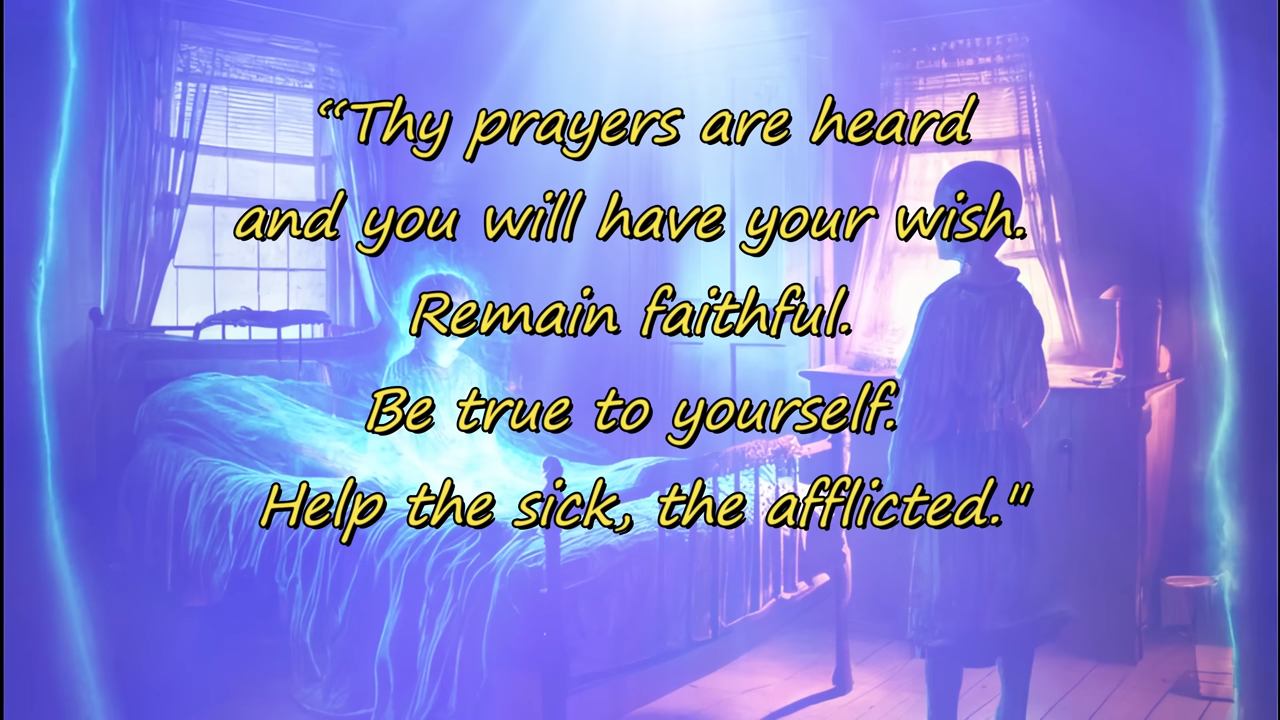 “Thy prayers are heard
and you will have your wish.
Remain faithful.
Be true to yourself.
Help the sick, the afflicted."